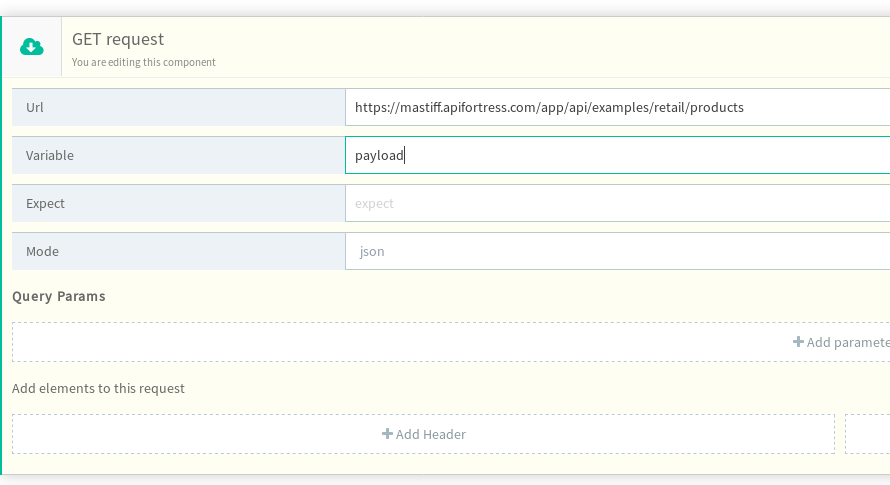 GET request
You are editing this component
Url
https://mastiff.apifortress.com/app/api/examples/retail/products
Variable
payload
Expect
expect
Mode
json
Query Params
Add paramete
Add elements to this request
Add Header